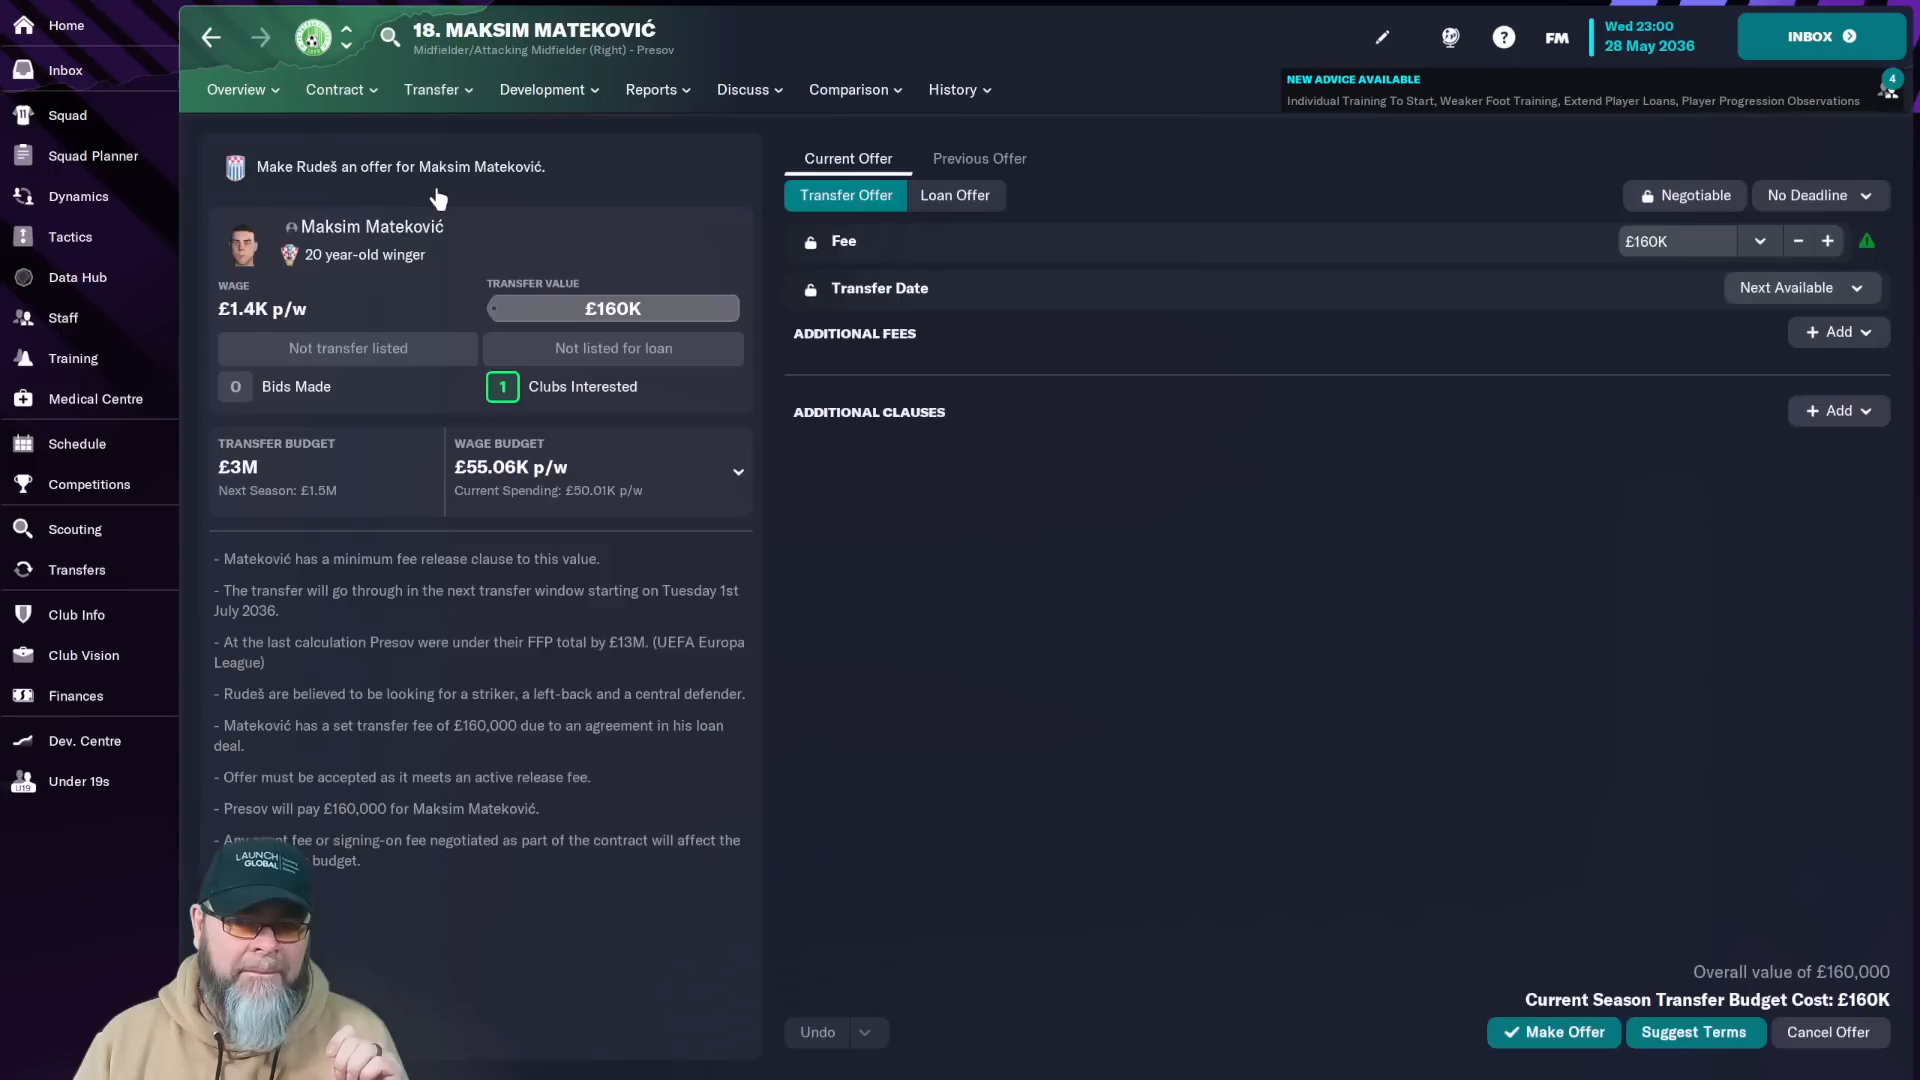 Home
Inbox
Squad
Squad Planner
Dynamics
Tactics
Data Hub
Staff
Training
Medical Centre
Schedule
Competitions
Scouting
Transfers
Club Info
Club Vision
Finances
Dev. Centre
U19
Under 19s
18. MAKSIM MATEKOVIĆ
Midfielder/Attacking Midfielder (Right) - Presov
?
FM
Wed 23:00
28 May 2036
INBOX
Overview
Contract
Transfer
Development
Reports
Discuss
Comparison
History
NEW ADVICE AVAILABLE
Individual Training To Start, Weaker Foot Training, Extend Player Loans, Player Progression Observations
4
Make Rudeš an offer for Maksim Mateković.
Maksim Mateković
20 year-old winger
WAGE
£1.4K p/w
TRANSFER VALUE
£160K
Not transfer listed
Not listed for loan
0 Bids Made
1 Clubs Interested
TRANSFER BUDGET
£3M
Next Season: £1.5M
WAGE BUDGET
£55.06K p/w
Current Spending: £50.01K p/w
- Mateković has a minimum fee release clause to this value.
- The transfer will go through in the next transfer window starting on Tuesday 1st
July 2036.
- At the last calculation Presov were under their FFP total by £13M. (UEFA Europa
League)
- Rudeš are believed to be looking for a striker, a left-back and a central defender.
- Mateković has a set transfer fee of £160,000 due to an agreement in his loan
deal.
- Offer must be accepted as it meets an active release fee.
- Presov will pay £160,000 for Maksim Mateković.
- Any fee or signing-on fee negotiated as part of the contract will affect the
budget.
LAUNCH
GLOBAL
Current Offer
Previous Offer
Transfer Offer
Loan Offer
Negotiable
No Deadline
Fee
£160K
Transfer Date
Next Available
ADDITIONAL FEES
+ Add
ADDITIONAL CLAUSES
+ Add
Overall value of £160,000
Current Season Transfer Budget Cost: £160K
Undo
Make Offer
Suggest Terms
Cancel Offer